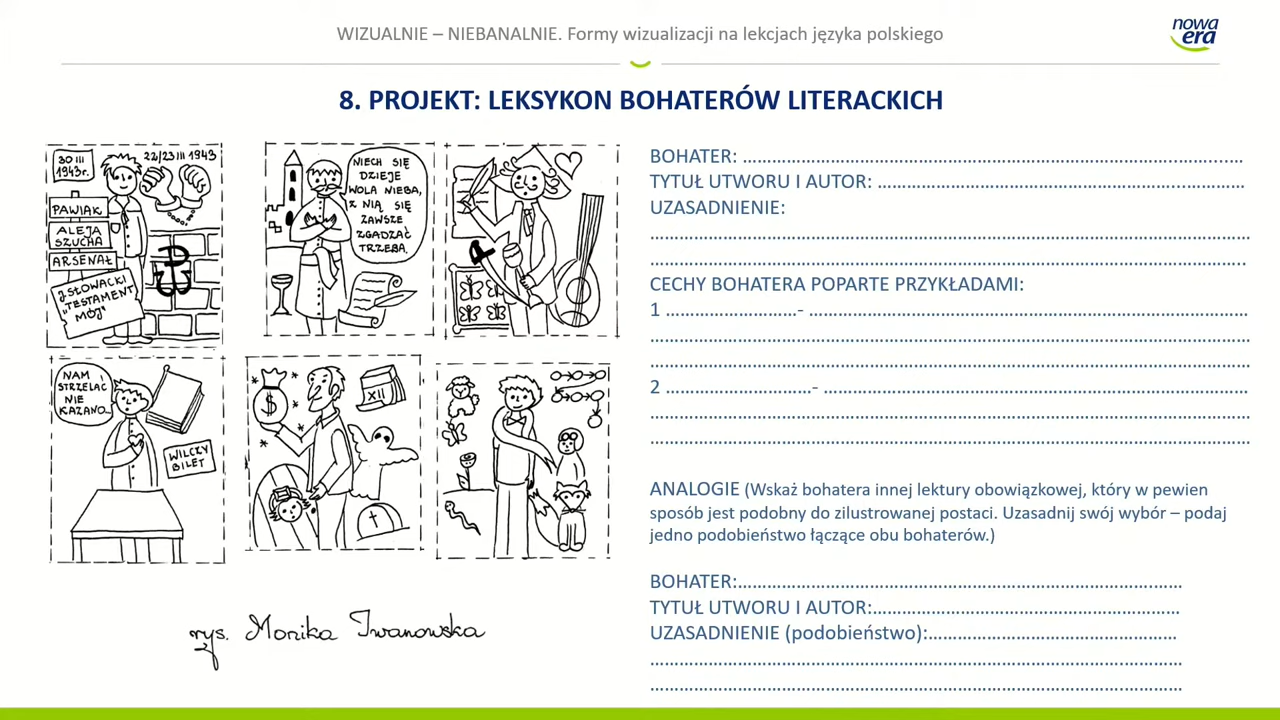 WIZUALNIE – NIEBANALNIE. Formy wizualizacji na lekcjach języka polskiego
nowa
era
8. PROJEKT: LEKSYKON BOHATERÓW LITERACKICH
30 III
1943r.
22/23 III 1943
PAWIAK
ALEJA
SZUCHA
ARSENAŁ
J. SŁOWACKI
"TESTAMENT
MÓJ"
NIECH SIĘ
DZIEJE
WOLA NIEBA,
Z NIĄ SIĘ
ZAWSZE
ZGADZAĆ
TRZEBA.
NAM
STRZELAĆ
NIE
KAZANO...
WILCZY
BILET
$
XII
rys. Monika Iwanowska
BOHATER: ………………………………………………………………………………
TYTUŁ UTWORU I AUTOR: ……………………………………………………
UZASADNIENIE:
……………………………………………………………………………………………
……………………………………………………………………………………………
CECHY BOHATERA POPARTE PRZYKŁADAMI:
1 …………………..- …………………………………………………………………
……………………………………………………………………………………………
……………………………………………………………………………………………
2 ……………………..- ………………………………………………………………
……………………………………………………………………………………………
……………………………………………………………………………………………
ANALOGIE (Wskaż bohatera innej lektury obowiązkowej, który w pewien
sposób jest podobny do zilustrowanej postaci. Uzasadnij swój wybór – podaj
jedno podobieństwo łączące obu bohaterów.)
BOHATER:……………………………………………………………………
TYTUŁ UTWORU I AUTOR:………………………………………………
UZASADNIENIE (podobieństwo):……………………………………
…………………………………………………………………………………
…………………………………………………………………………………